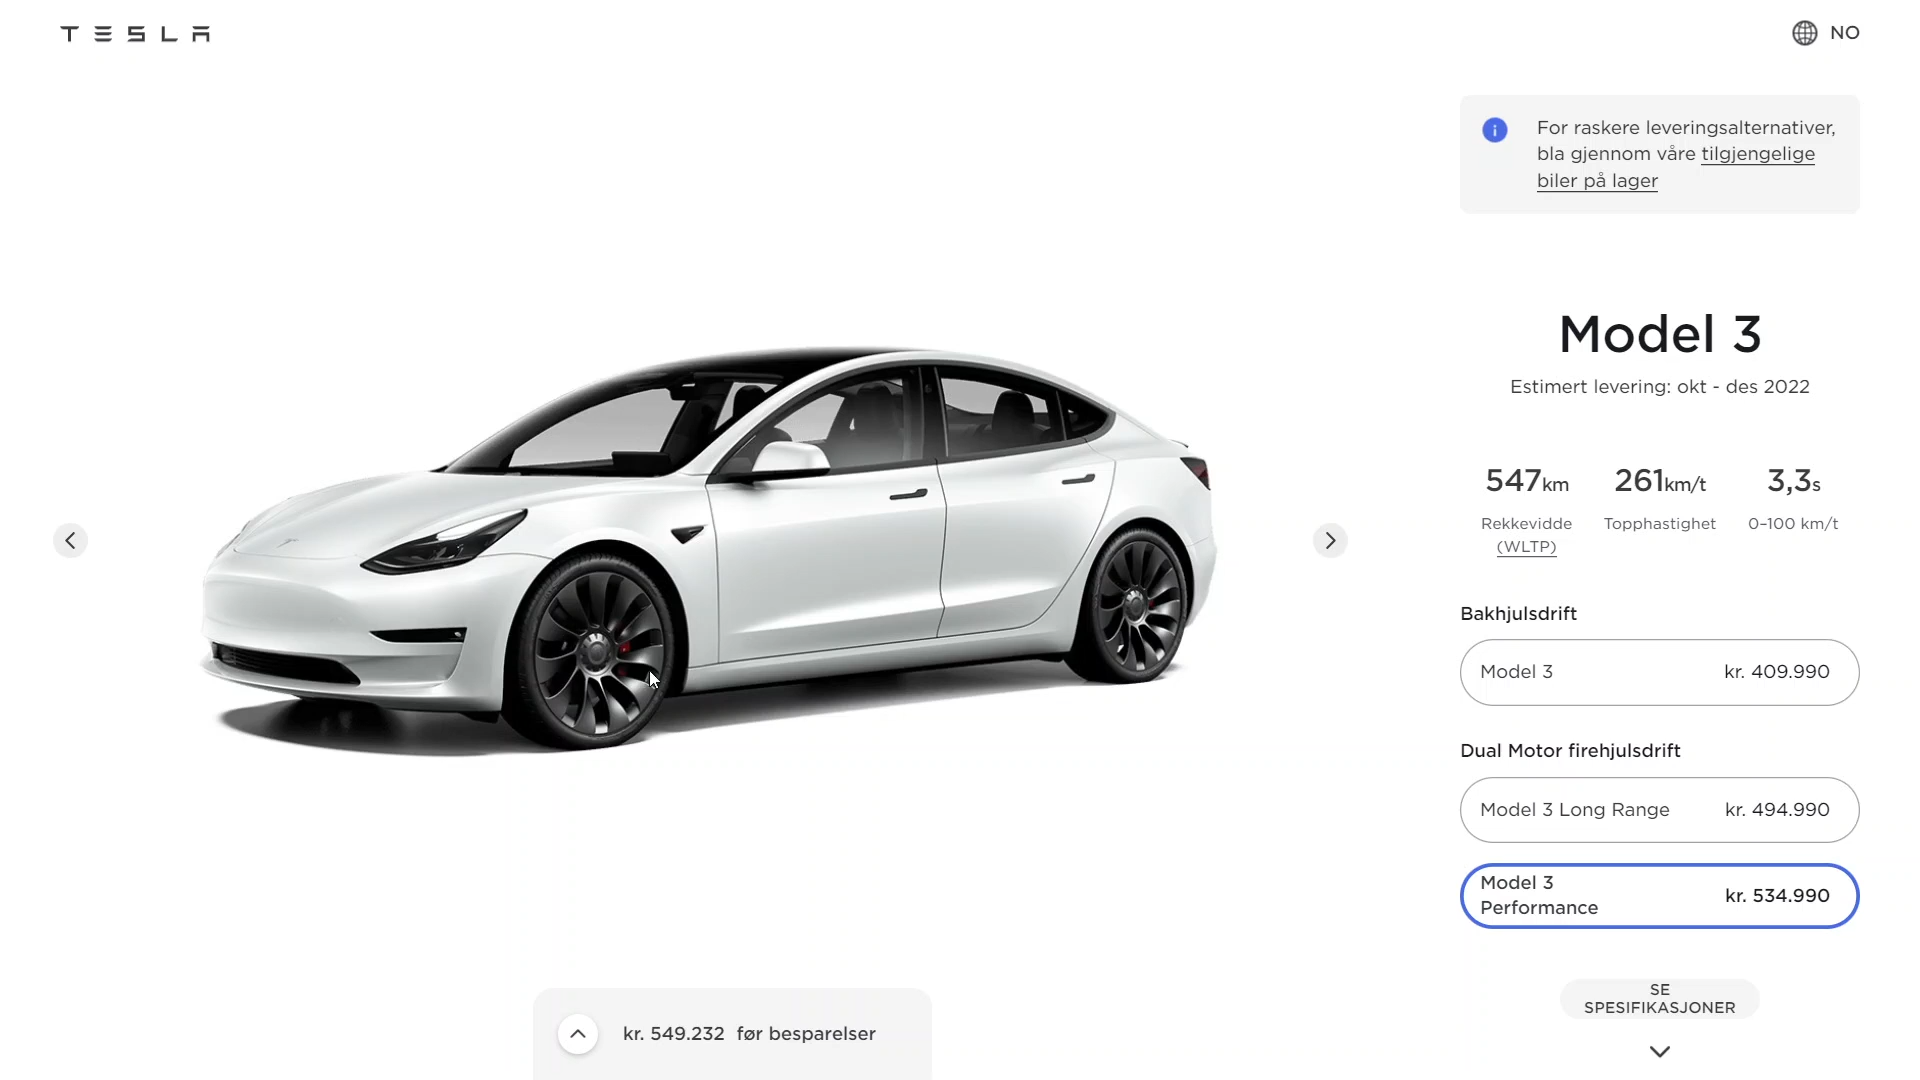 TESLA
NO
For raskere leveringsalternativer,
bla gjennom våre tilgjengelige
biler på lager
Model 3
Estimert levering: okt - des 2022
547km
261km/t
3,3s
Rekkevidde
(WLTP)
Topphastighet
0-100 km/t
Bakhjulsdrift
Model 3
kr. 409.990
Dual Motor firehjulsdrift
Model 3 Long Range
kr. 494.990
Model 3
Performance
kr. 534.990
SE
SPESIFIKASJONER
kr. 549.232 før besparelser